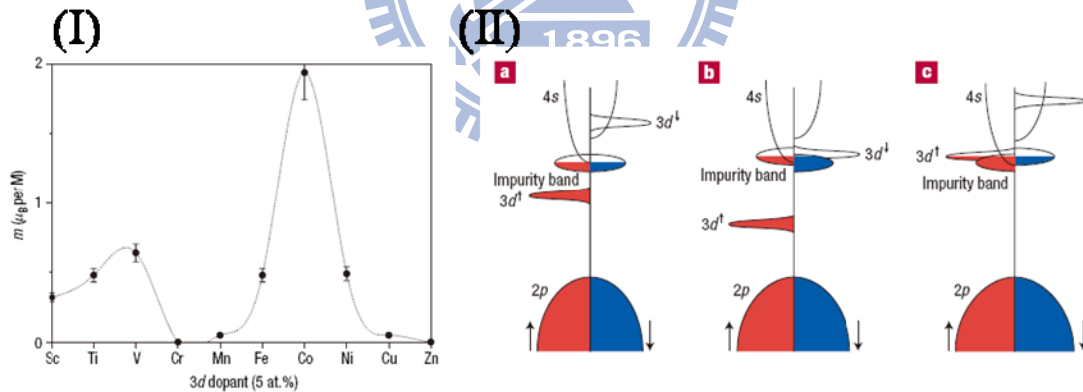 (I)
(II)
1896
2
1
0
m (μB per M)
Sc Ti V Cr Mn Fe Co Ni Cu Zn
3d dopant (5 at.%)
a
4s
3d↓
Impurity band
3d↑
2p
b
4s
3d↓
Impurity band
3d↑
2p
c
4s
3d↑
Impurity band
2p